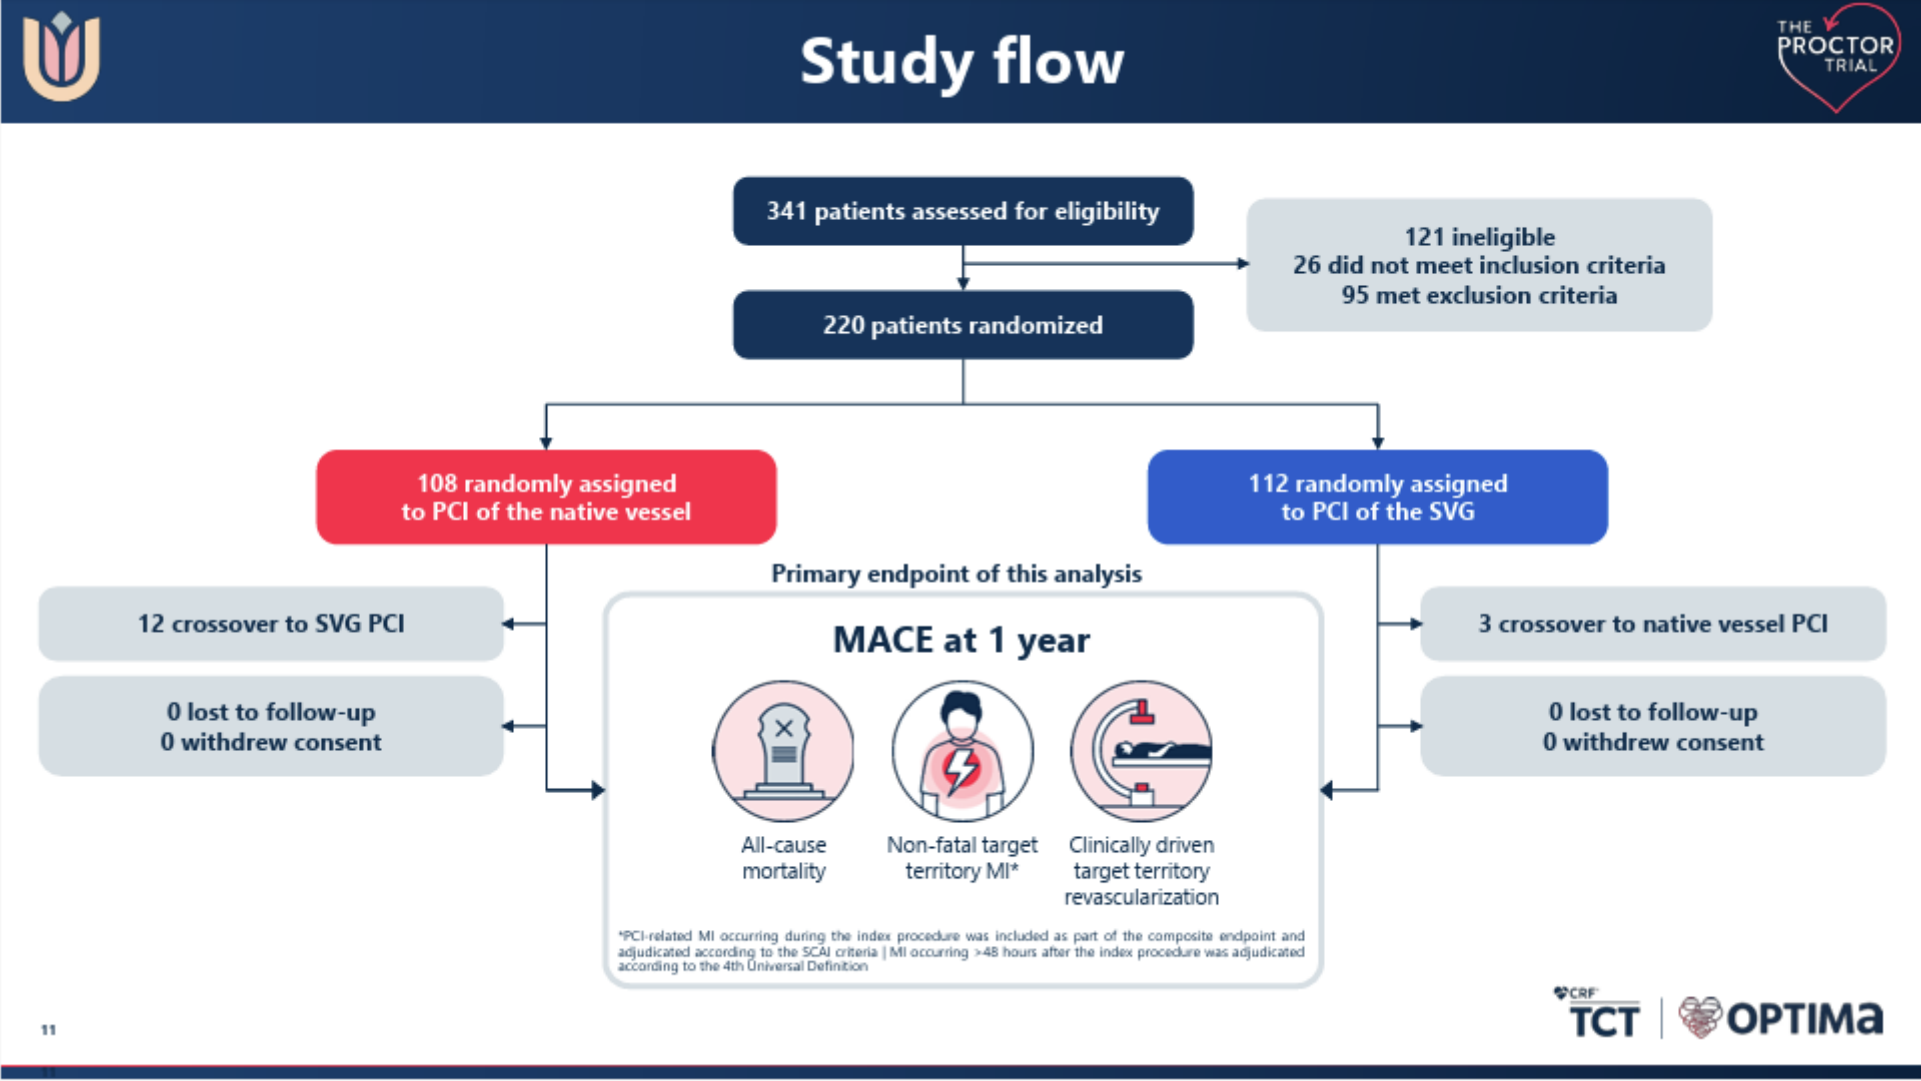 Study flow
THE
PROCTOR
TRIAL
341 patients assessed for eligibility
121 ineligible
26 did not meet inclusion criteria
95 met exclusion criteria
220 patients randomized
108 randomly assigned
to PCI of the native vessel
112 randomly assigned
to PCI of the SVG
Primary endpoint of this analysis
12 crossover to SVG PCI
3 crossover to native vessel PCI
MACE at 1 year
0 lost to follow-up
0 withdrew consent
0 lost to follow-up
0 withdrew consent
All-cause
mortality
Non-fatal target
territory MI*
Clinically driven
target territory
revascularization
*PCI-related MI occurring during the index procedure was included as part of the composite endpoint and
adjudicated according to the SCAI criteria | MI occurring >48 hours after the index procedure was adjudicated
according to the 4th Universal Definition
CRF
TCT
OPTIMa
11
11